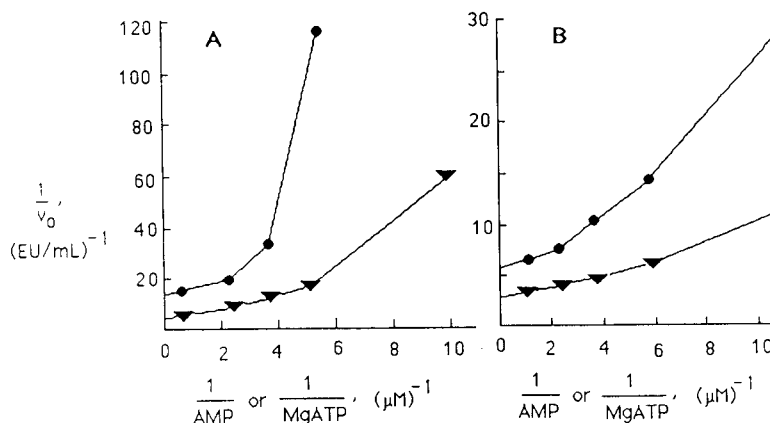 A
120
100
80
60
40
20
0 2 4 6 8 10
1/v₀,
(EU/mL)⁻¹
1/AMP or 1/MgATP, (μM)⁻¹
B
30
20
10
0
0 2 4 6 8 10
1/AMP or 1/MgATP, (μM)⁻¹